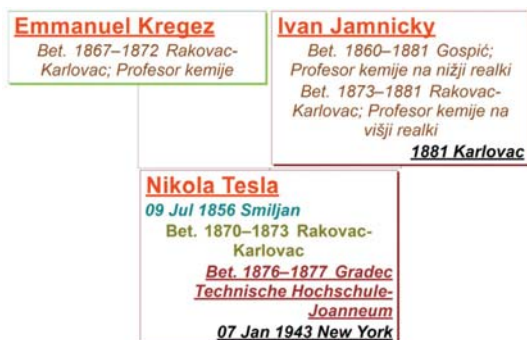 Emmanuel Kregez
Bet. 1867–1872 Rakovac-
Karlovac; Profesor kemije
Ivan Jamnicky
Bet. 1860–1881 Gospić;
Profesor kemije na nižji realki
Bet. 1873–1881 Rakovac-
Karlovac; Profesor kemije na
višji realki
1881 Karlovac
Nikola Tesla
09 Jul 1856 Smiljan
Bet. 1870–1873 Rakovac-
Karlovac
Bet. 1876–1877 Gradec
Technische Hochschule-
Joanneum
07 Jan 1943 New York